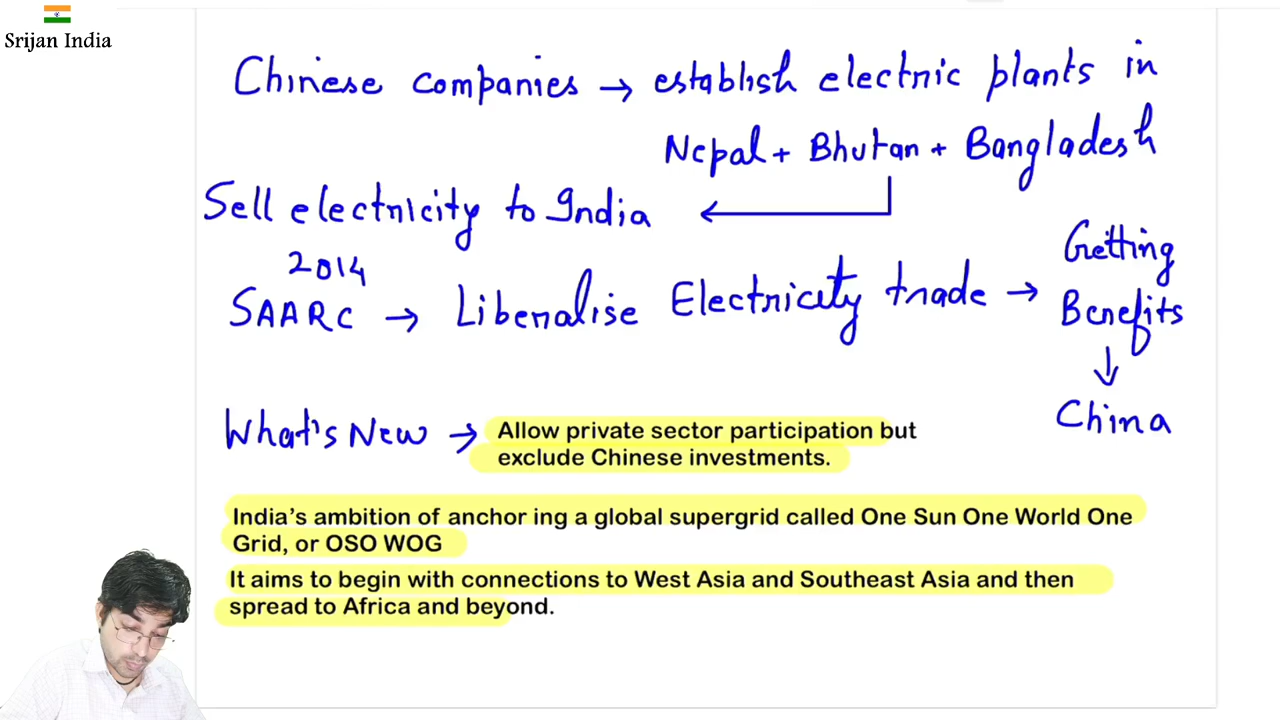 Srijan India
Chinese companies → establish electric plants in
Nepal + Bhutan + Bangladesh
Sell electricity to India
2014
SAARC → Liberalise Electricity trade → Getting
Benefits
↓
China
What's New → Allow private sector participation but
exclude Chinese investments.
India's ambition of anchor ing a global supergrid called One Sun One World One
Grid, or OSO WOG
It aims to begin with connections to West Asia and Southeast Asia and then
spread to Africa and beyond.